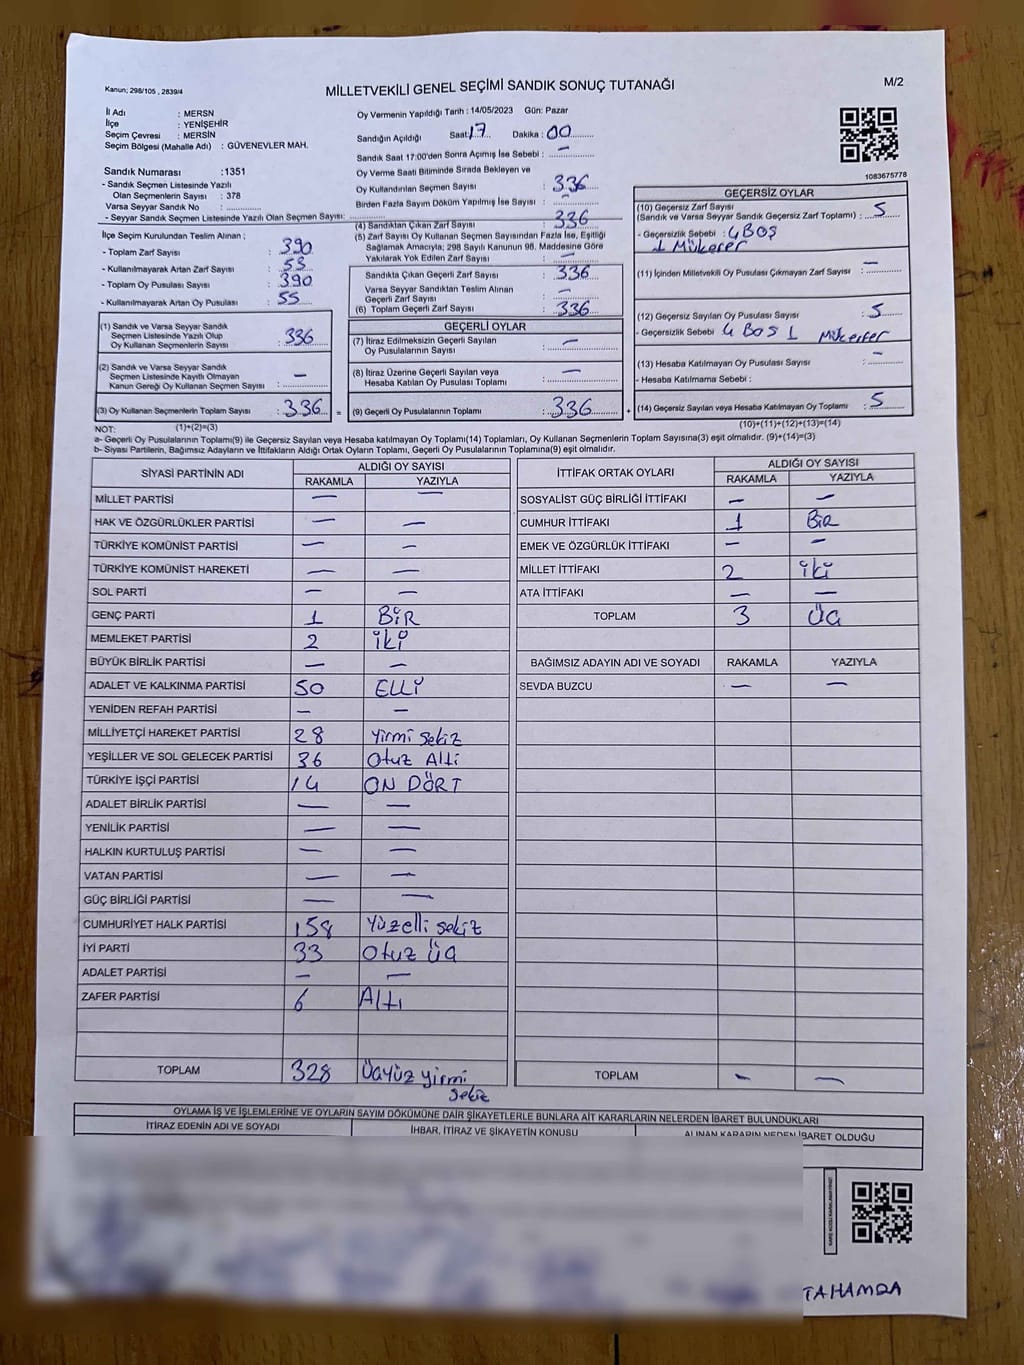 Kanun; 298/105 , 2839/4
MİLLETVEKİLİ GENEL SEÇİMİ SANDIK SONUÇ TUTANAĞI
M/2
İl Adı : MERSN
İlçe : YENİŞEHİR
Seçim Çevresi : MERSİN
Seçim Bölgesi (Mahalle Adı) : GÜVENEVLER MAH.
Sandık Numarası :1351
- Sandık Seçmen Listesinde Yazılı
Olan Seçmenlerin Sayısı : 378
Varsa Seyyar Sandık No :
- Seyyar Sandık Seçmen Listesinde Yazılı Olan Seçmen Sayısı:
İlçe Seçim Kurulundan Teslim Alınan ;
- Toplam Zarf Sayısı : 390
- Kullanılmayarak Artan Zarf Sayısı : 53
- Toplam Oy Pusulası : 390
- Kullanılmayarak Artan Oy Pusulası : 55
(1) Sandık ve Varsa Seyyar Sandık
Seçmen Listesinde Yazılı Olup
Oy Kullanan Seçmenlerin Sayısı : 336
(2) Sandık ve Varsa Seyyar Sandık
Seçmen Listesinde Kayıtlı Olmayan
Kanun Gereği Oy Kullanan Seçmen Sayısı : —
(3) Oy Kullanan Seçmenlerin Toplam Sayısı : 336 =
(1)+(2)=(3)
Oy Vermenin Yapıldığı Tarih : 14/05/2023 Gün: Pazar
Sandığın Açıldığı Saat: 17 Dakika : 00
Sandık Saat 17:00'den Sonra Açımış İse Sebebi : —
Oy Verme Saati Bitiminde Sırada Bekleyen ve
Oy Kullandırılan Seçmen Sayısı : 336
Birden Fazla Sayım Döküm Yapılmış İse Sayısı : —
(4) Sandıktan Çıkan Zarf Sayısı : 336
(5) Zarf Sayısı Oy Kullanan Seçmen Sayısından Fazla İse, Eşitliği
Sağlamak Amacıyla; 298 Sayılı Kanunun 98. Maddesine Göre
Yakılarak Yok Edilen Zarf Sayısı : —
Sandıkta Çıkan Geçerli Zarf Sayısı : 336
Varsa Seyyar Sandıktan Teslim Alınan
Geçerli Zarf Sayısı : —
(6) Toplam Geçerli Zarf Sayısı : 336
GEÇERLİ OYLAR
(7) İtiraz Edilmeksizin Geçerli Sayılan
Oy Pusulalarının Sayısı : —
(8) İtiraz Üzerine Geçerli Sayılan veya
Hesaba Katılan Oy Pusulası Toplamı : —
(9) Geçerli Oy Pusulalarının Toplamı : 336 +
1083675778
GEÇERSİZ OYLAR
(10) Geçersiz Zarf Sayısı
(Sandık ve Varsa Seyyar Sandık Geçersiz Zarf Toplamı) : 5
- Geçersizlik Sebebi : 4 BOŞ
1 Mükerer
(11) İçinden Milletvekili Oy Pusulası Çıkmayan Zarf Sayısı : —
(12) Geçersiz Sayılan Oy Pusulası Sayısı : 5
- Geçersizlik Sebebi : 4 BOS 1 Mükerrer
(13) Hesaba Katılmayan Oy Pusulası Sayısı : —
- Hesaba Katılmama Sebebi :
(14) Geçersiz Sayılan veya Hesaba Katılmayan Oy Toplamı : 5
(10)+(11)+(12)+(13)=(14)
NOT:
a- Geçerli Oy Pusulalarının Toplamı(9) ile Geçersiz Sayılan veya Hesaba katılmayan Oy Toplamı(14) Toplamları, Oy Kullanan Seçmenlerin Toplam Sayısına(3) eşit olmalıdır. (9)+(14)=(3)
b- Siyasi Partilerin, Bağımsız Adayların ve İttifakların Aldığı Ortak Oyların Toplamı, Geçerli Oy Pusulalarının Toplamına(9) eşit olmalıdır.
SİYASİ PARTİNİN ADI ALDIĞI OY SAYISI
RAKAMLA YAZIYLA
MİLLET PARTİSİ — —
HAK VE ÖZGÜRLÜKLER PARTİSİ — —
TÜRKİYE KOMÜNİST PARTİSİ — —
TÜRKİYE KOMÜNİST HAREKETİ — —
SOL PARTİ — —
GENÇ PARTİ 1 BİR
MEMLEKET PARTİSİ 2 iki
BÜYÜK BİRLİK PARTİSİ — —
ADALET VE KALKINMA PARTİSİ 50 ELLi
YENİDEN REFAH PARTİSİ — —
MİLLİYETÇİ HAREKET PARTİSİ 28 Yirmi Sekiz
YEŞİLLER VE SOL GELECEK PARTİSİ 36 Otuz Altı
TÜRKİYE İŞÇİ PARTİSİ 14 ON DÖRT
ADALET BİRLİK PARTİSİ — —
YENİLİK PARTİSİ — —
HALKIN KURTULUŞ PARTİSİ — —
VATAN PARTİSİ — —
GÜÇ BİRLİĞİ PARTİSİ — —
CUMHURİYET HALK PARTİSİ 158 Yüzelli sekiz
İYİ PARTİ 33 Otuz üç
ADALET PARTİSİ — —
ZAFER PARTİSİ 6 Altı
TOPLAM 328 Üçyüz yirmi
Sekiz
İTTİFAK ORTAK OYLARI ALDIĞI OY SAYISI
RAKAMLA YAZIYLA
SOSYALİST GÜÇ BİRLİĞİ İTTİFAKI — —
CUMHUR İTTİFAKI 1 BİR
EMEK VE ÖZGÜRLÜK İTTİFAKI — —
MİLLET İTTİFAKI 2 iki
ATA İTTİFAKI — —
TOPLAM 3 Üç
BAĞIMSIZ ADAYIN ADI VE SOYADI RAKAMLA YAZIYLA
SEVDA BUZCU — —
TOPLAM — —
OYLAMA İŞ VE İŞLEMLERİNE VE OYLARIN SAYIM DÖKÜMÜNE DAİR ŞİKAYETLERLE BUNLARA AİT KARARLARIN NELERDEN İBARET BULUNDUKLARI
İTİRAZ EDENİN ADI VE SOYADI İHBAR, İTİRAZ VE ŞİKAYETİN KONUSU ALINAN KARARIN NEDEN İBARET OLDUĞU
TAHAMDA